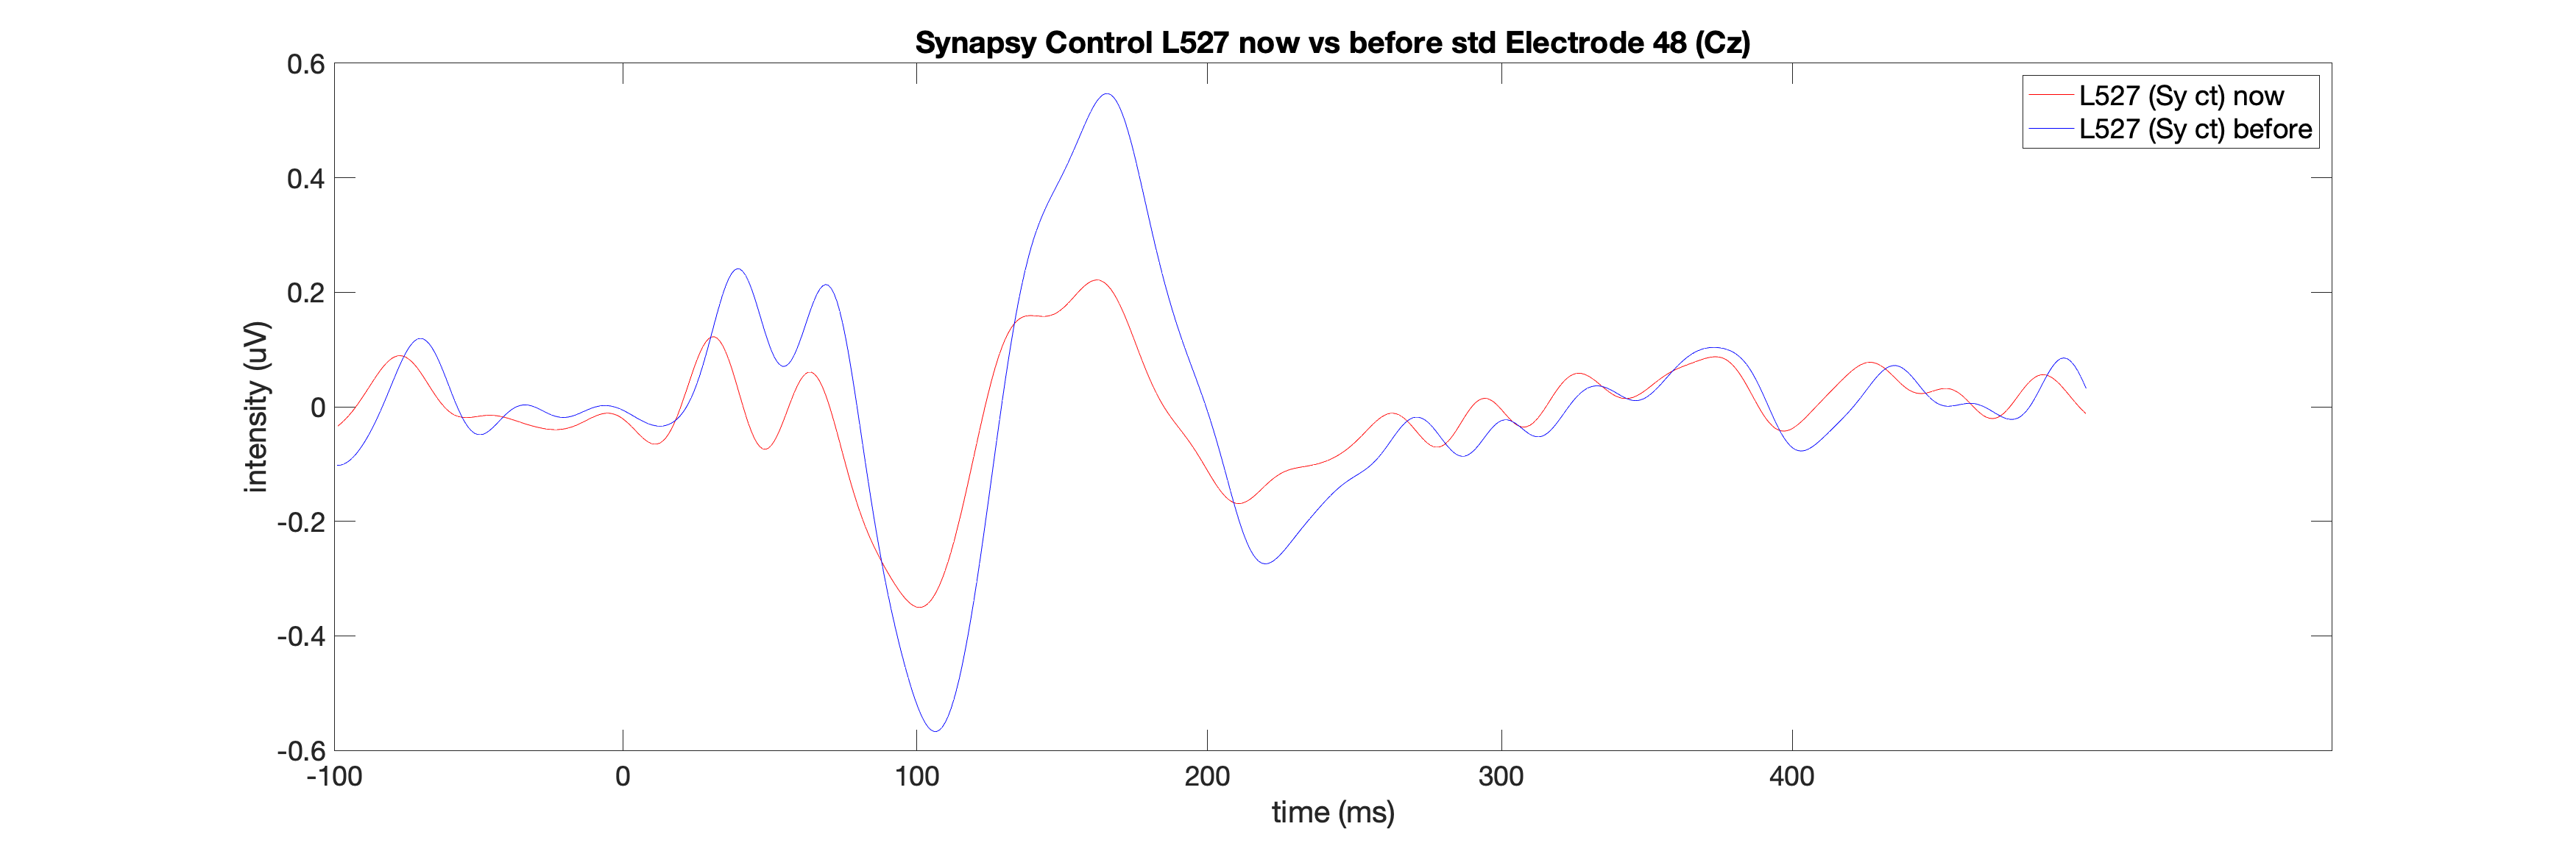 Synapsy Control L527 now vs before std Electrode 48 (Cz)
L527 (Sy ct) now
L527 (Sy ct) before
intensity (uV)
0.6
0.4
0.2
0
-0.2
-0.4
-0.6
-100 0 100 200 300 400
time (ms)